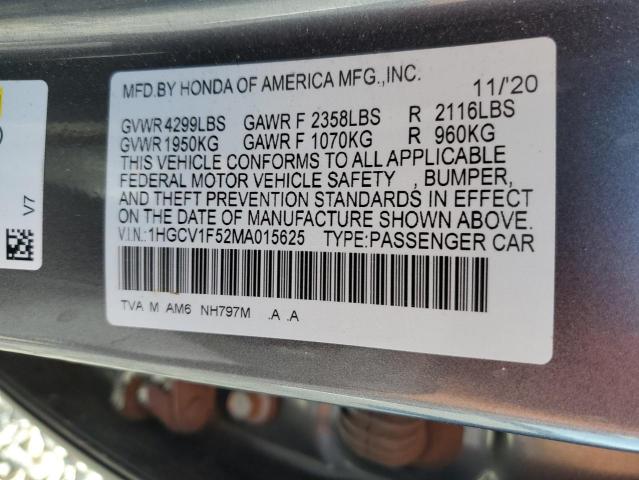 MFD.BY HONDA OF AMERICA MFG.,INC. 11/'20
GVWR 4299LBS GAWR F 2358LBS R 2116LBS
GVWR 1950KG GAWR F 1070KG R 960KG
THIS VEHICLE CONFORMS TO ALL APPLICABLE
FEDERAL MOTOR VEHICLE SAFETY , BUMPER,
AND THEFT PREVENTION STANDARDS IN EFFECT
ON THE DATE OF MANUFACTURE SHOWN ABOVE.
V.I.N.:1HGCV1F52MA015625 TYPE:PASSENGER CAR
TVA M AM6 NH797M .A .A
V7